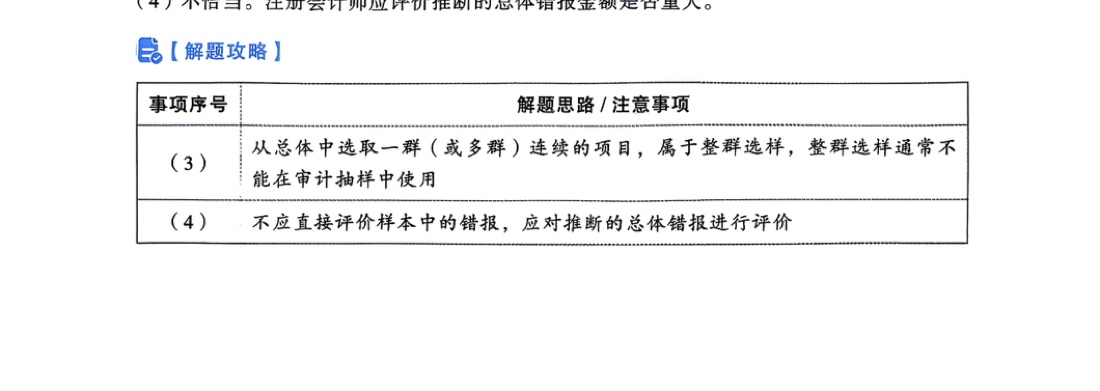 （4）不恰当。注册会计师应评价推断的总体错报金额是否重大。
【解题攻略】
事项序号 解题思路/注意事项
（3） 从总体中选取一群（或多群）连续的项目，属于整群选样，整群选样通常不
能在审计抽样中使用
（4） 不应直接评价样本中的错报，应对推断的总体错报进行评价